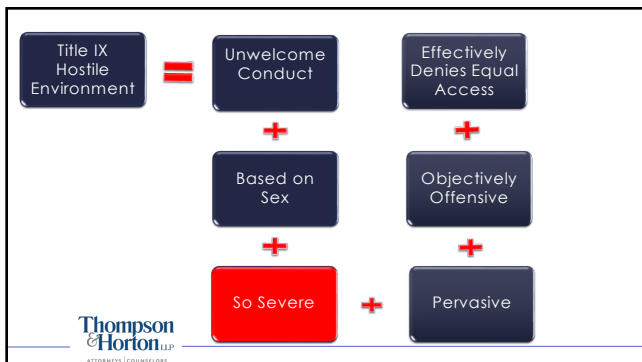 Title IX
Hostile
Environment
=
Unwelcome
Conduct
+
Based on
Sex
+
So Severe
+
Pervasive
+
Objectively
Offensive
+
Effectively
Denies Equal
Access
Thompson
&Horton LLP
ATTORNEYS | COUNSELORS